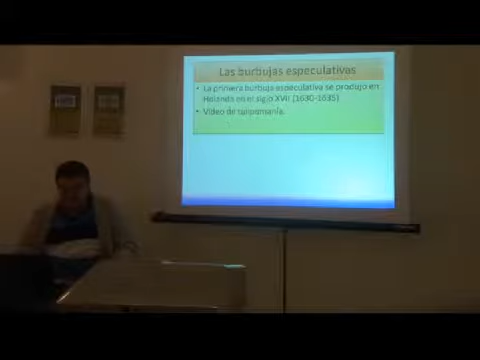 Las burbujas especulativas
• La primera burbuja especulativa se produjo en
Holanda en el siglo XVII (1630-1635)
• Video de tulipomanía.